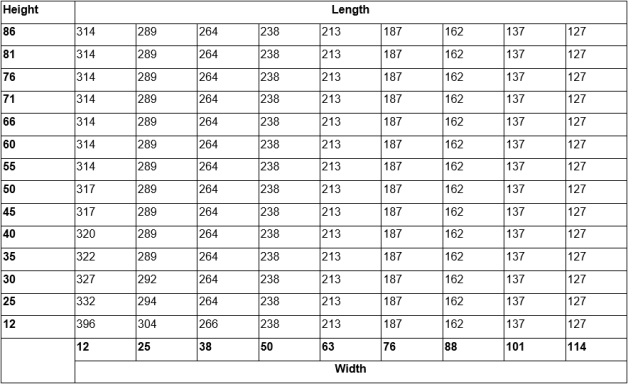 Height Length
86 314 289 264 238 213 187 162 137 127
81 314 289 264 238 213 187 162 137 127
76 314 289 264 238 213 187 162 137 127
71 314 289 264 238 213 187 162 137 127
66 314 289 264 238 213 187 162 137 127
60 314 289 264 238 213 187 162 137 127
55 314 289 264 238 213 187 162 137 127
50 317 289 264 238 213 187 162 137 127
45 317 289 264 238 213 187 162 137 127
40 320 289 264 238 213 187 162 137 127
35 322 289 264 238 213 187 162 137 127
30 327 292 264 238 213 187 162 137 127
25 332 294 264 238 213 187 162 137 127
12 396 304 266 238 213 187 162 137 127
12 25 38 50 63 76 88 101 114
Width